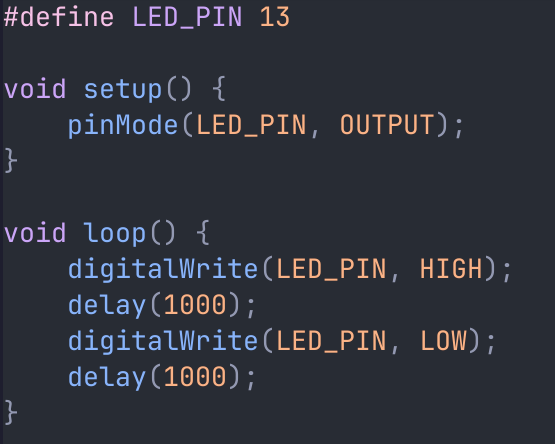 #define LED_PIN 13

void setup() {
    pinMode(LED_PIN, OUTPUT);
}

void loop() {
    digitalWrite(LED_PIN, HIGH);
    delay(1000);
    digitalWrite(LED_PIN, LOW);
    delay(1000);
}